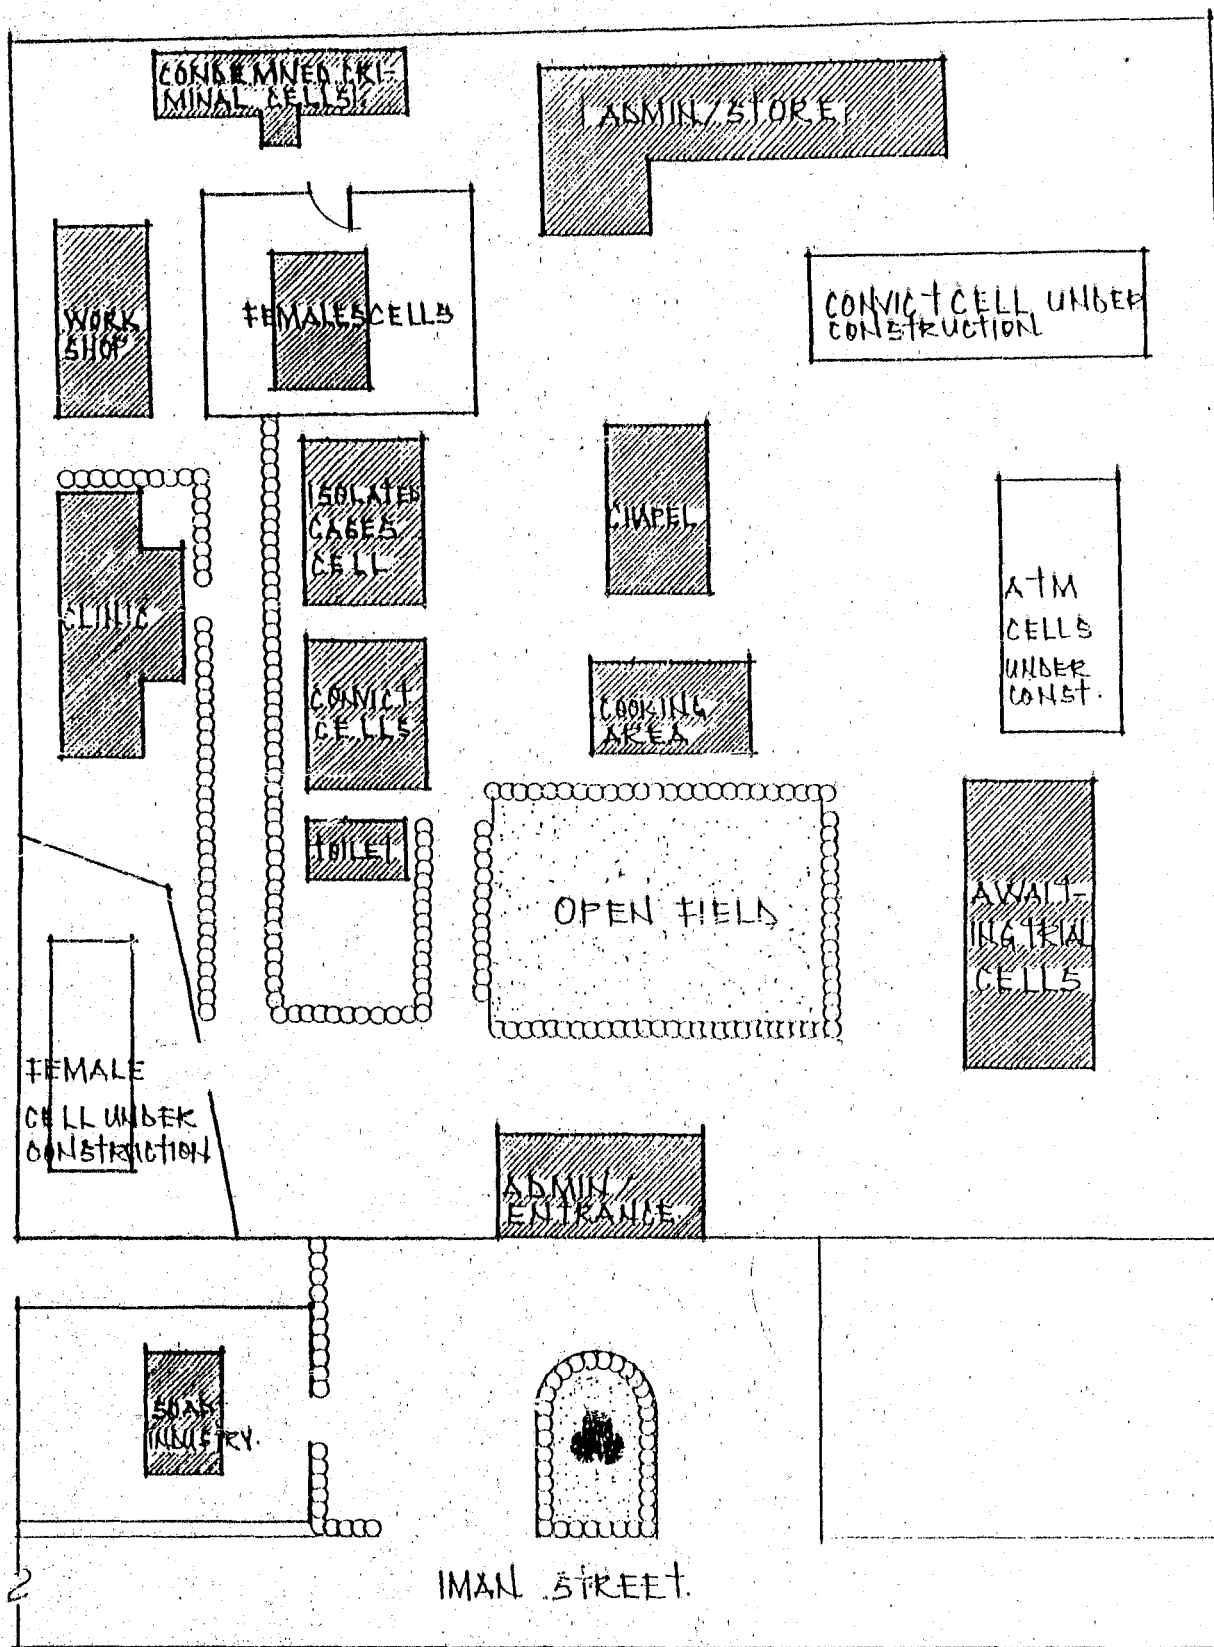 CONDEMNED CRI-
MINAL CELLS
ADMIN/STORE
WORK
SHOP
FEMALES CELLS
CONVICT CELL UNDER
CONSTRUCTION
ISOLATED
CASES
CELL
CHAPEL
CLINIC
ATM
CELLS
UNDER
CONST.
CONVICT
CELLS
COOKING
AREA
TOILET
OPEN FIELD
AWAIT-
ING TRIAL
CELLS
FEMALE
CELL UNDER
CONSTRUCTION
ADMIN/
ENTRANCE
SOAP
INDUSTRY.
IMAN STREET.
2